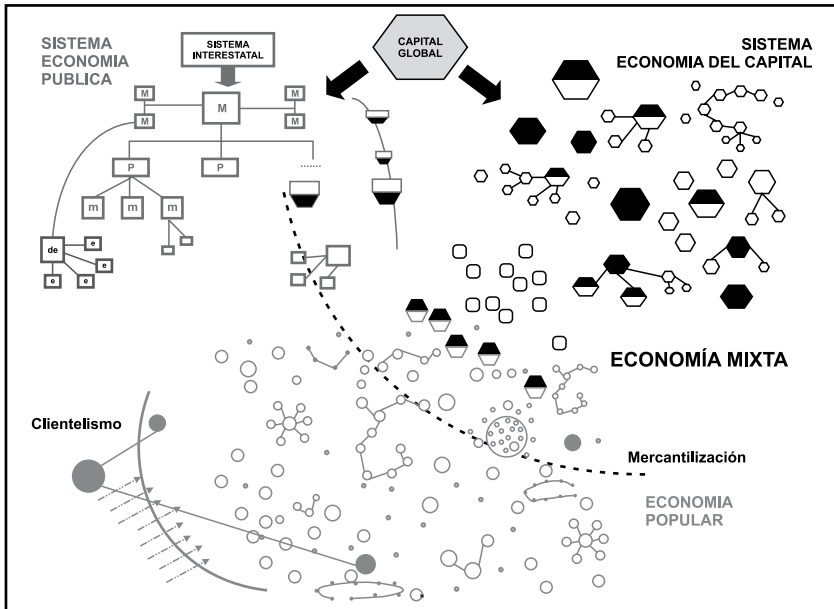 SISTEMA
ECONOMIA
PUBLICA
SISTEMA
INTERESTATAL
CAPITAL
GLOBAL
SISTEMA
ECONOMIA DEL CAPITAL
M
M
M
M
M
P
P
........
m
m
m
de
e
e
e
e
ECONOMÍA MIXTA
Clientelismo
Mercantilización
ECONOMIA
POPULAR